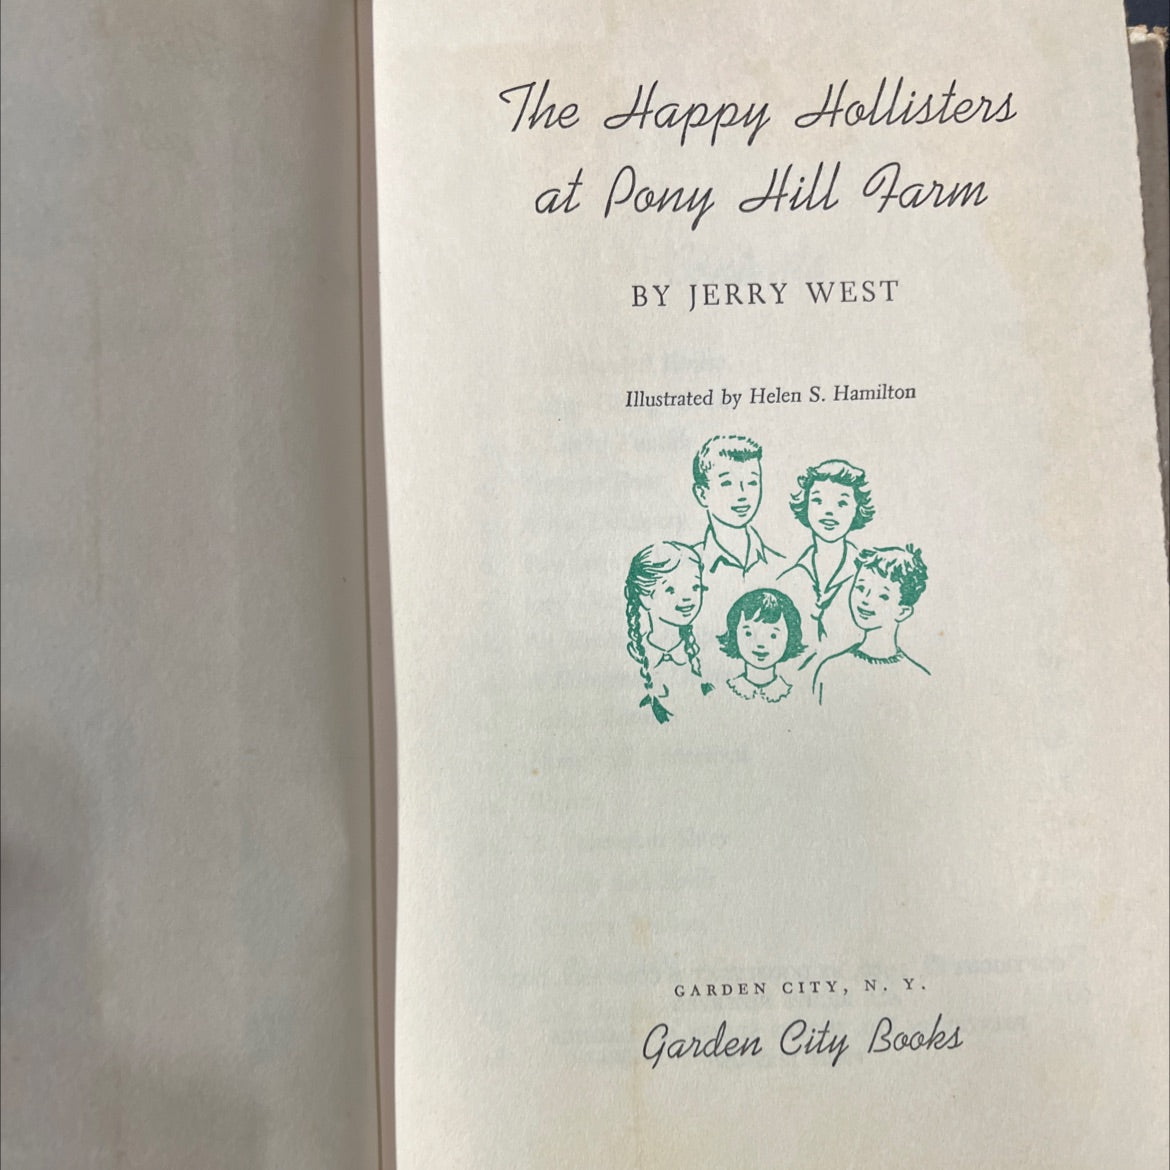 The Happy Hollisters
at Pony Hill Farm
BY JERRY WEST
Illustrated by Helen S. Hamilton
GARDEN CITY, N. Y.
Garden City Books